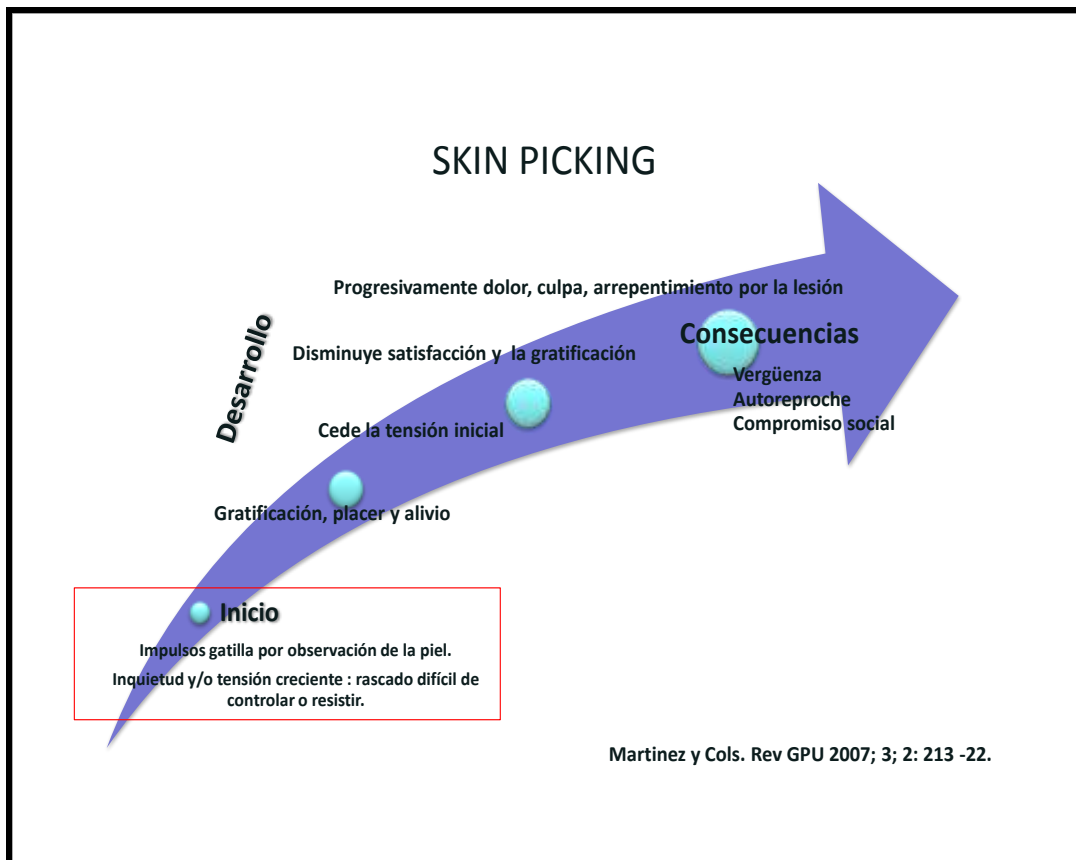 SKIN PICKING
Progresivamente dolor, culpa, arrepentimiento por la lesión
Consecuencias
Desarrollo
Disminuye satisfacción y la gratificación
Vergüenza
Autoreproche
Compromiso social
Cede la tensión inicial
Gratificación, placer y alivio
Inicio
Impulsos gatilla por observación de la piel.
Inquietud y/o tensión creciente : rascado difícil de
controlar o resistir.
Martinez y Cols. Rev GPU 2007; 3; 2: 213 -22.